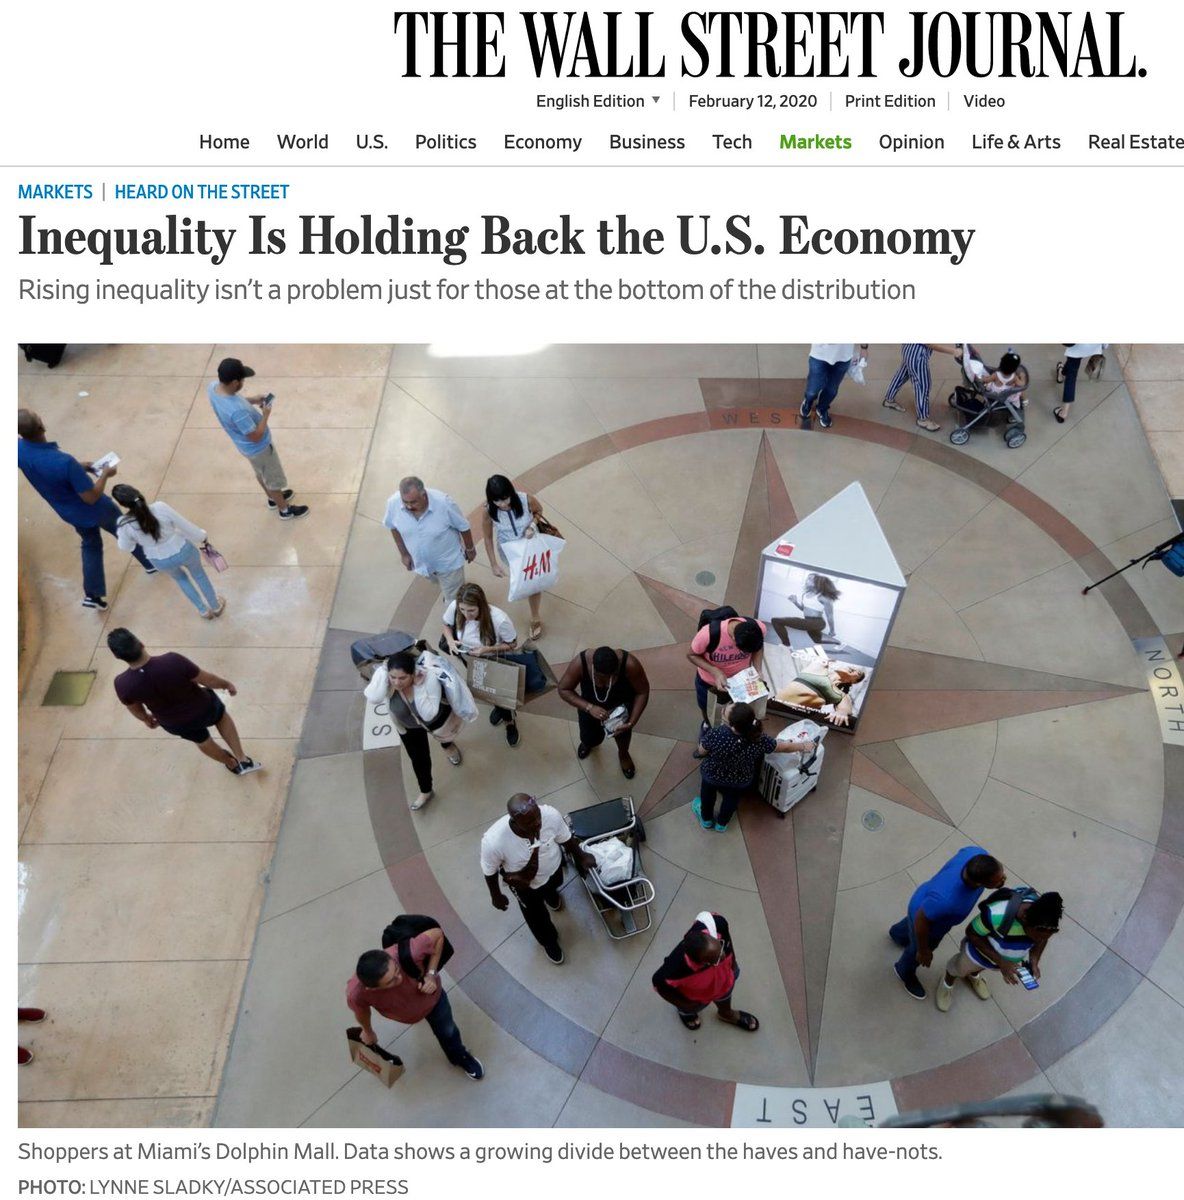 THE WALL STREET JOURNAL.
English Edition February 12, 2020 Print Edition Video
Home World U.S. Politics Economy Business Tech Markets Opinion Life & Arts Real Estate
MARKETS | HEARD ON THE STREET
Inequality Is Holding Back the U.S. Economy
Rising inequality isn't a problem just for those at the bottom of the distribution
WEST
H&M
NORTH
EAST
Shoppers at Miami's Dolphin Mall. Data shows a growing divide between the haves and have-nots.
PHOTO: LYNNE SLADKY/ASSOCIATED PRESS